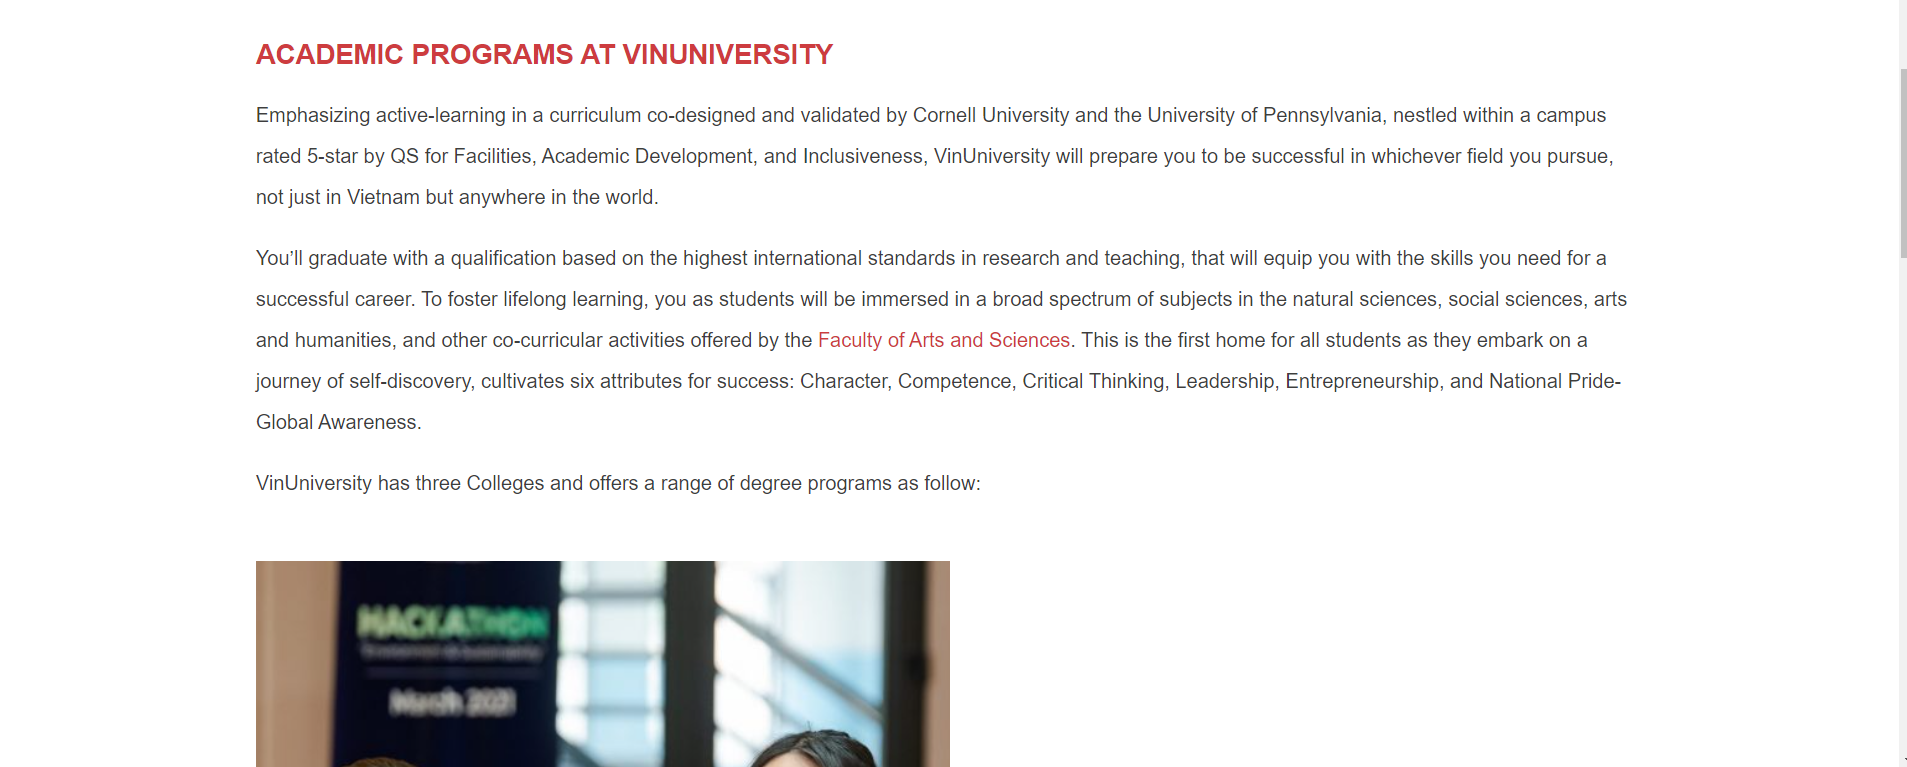 ACADEMIC PROGRAMS AT VINUNIVERSITY
Emphasizing active-learning in a curriculum co-designed and validated by Cornell University and the University of Pennsylvania, nestled within a campus
rated 5-star by QS for Facilities, Academic Development, and Inclusiveness, VinUniversity will prepare you to be successful in whichever field you pursue,
not just in Vietnam but anywhere in the world.
You’ll graduate with a qualification based on the highest international standards in research and teaching, that will equip you with the skills you need for a
successful career. To foster lifelong learning, you as students will be immersed in a broad spectrum of subjects in the natural sciences, social sciences, arts
and humanities, and other co-curricular activities offered by the Faculty of Arts and Sciences. This is the first home for all students as they embark on a
journey of self-discovery, cultivates six attributes for success: Character, Competence, Critical Thinking, Leadership, Entrepreneurship, and National Pride-
Global Awareness.
VinUniversity has three Colleges and offers a range of degree programs as follow:
HACKATHON
March 2021